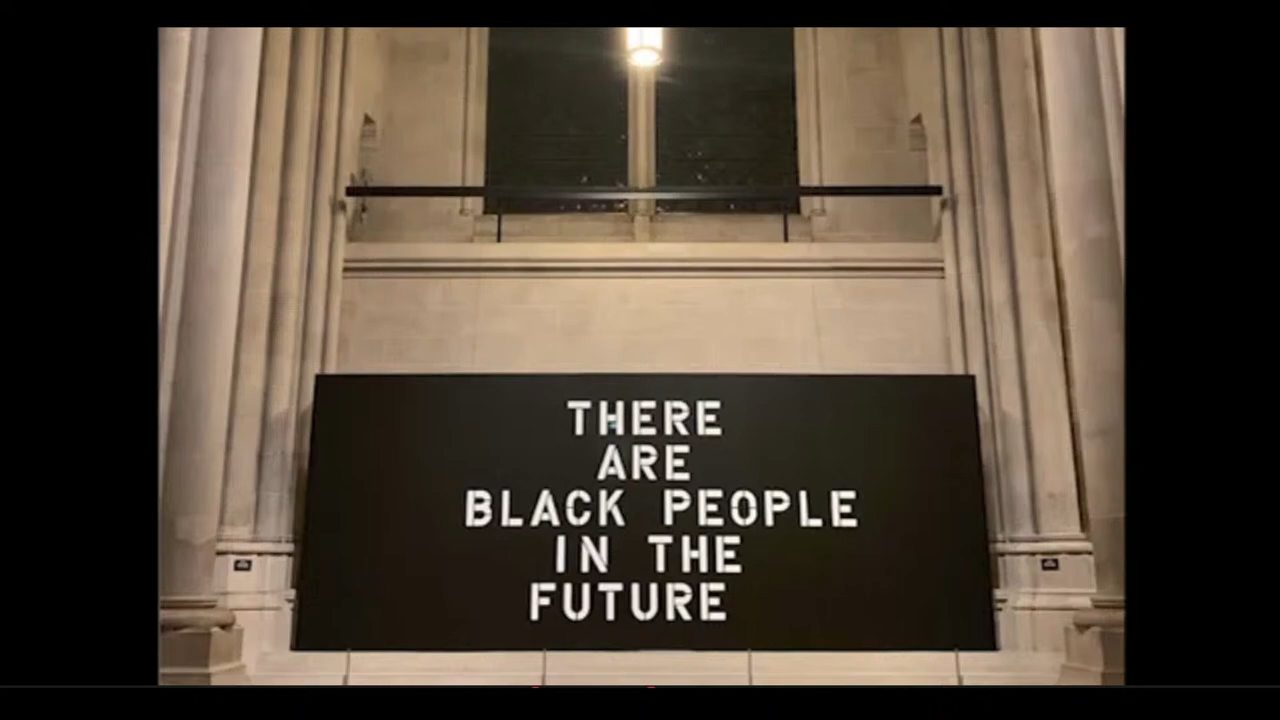 THERE
ARE
BLACK PEOPLE
IN THE
FUTURE